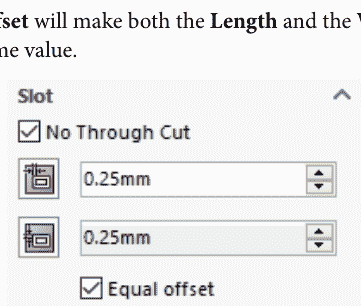 fset will make both the Length and the
me value.
Slot
No Through Cut
0.25mm
0.25mm
Equal offset